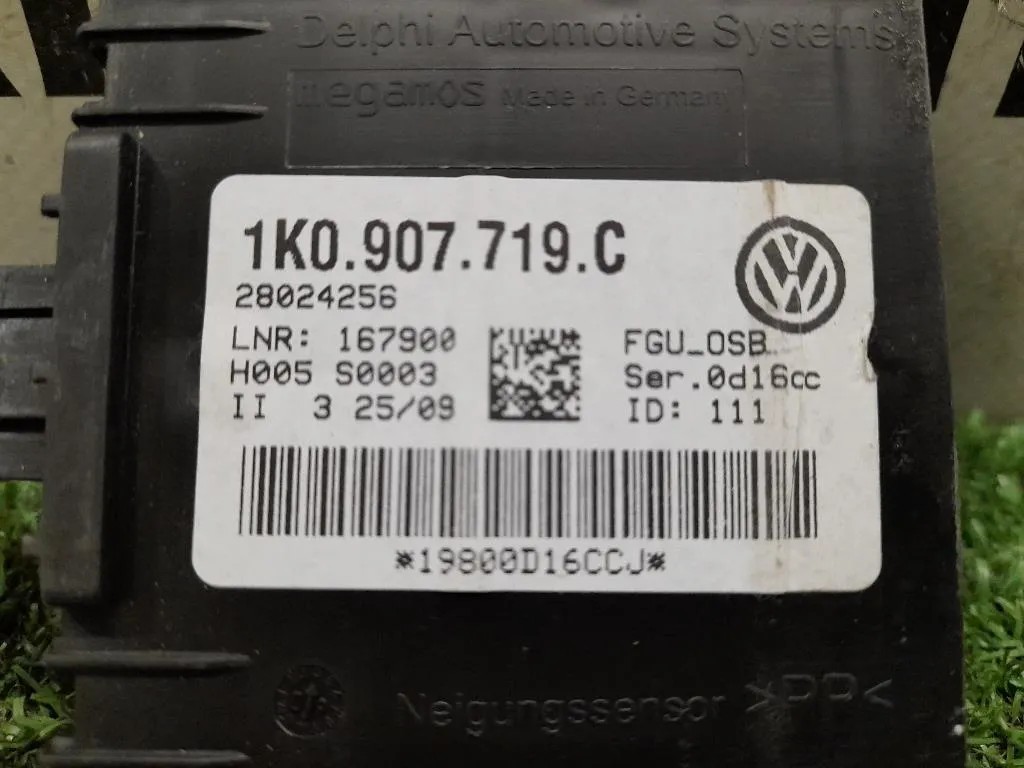 Delphi Automotive Systems
megamos Made in Germany
1K0.907.719.C
28024256
LNR: 167900
H005 S0003
II 3 25/09
FGU_OSB
Ser.0d16cc
ID: 111
*19800D16CCJ*
Neigungssensor >PP<